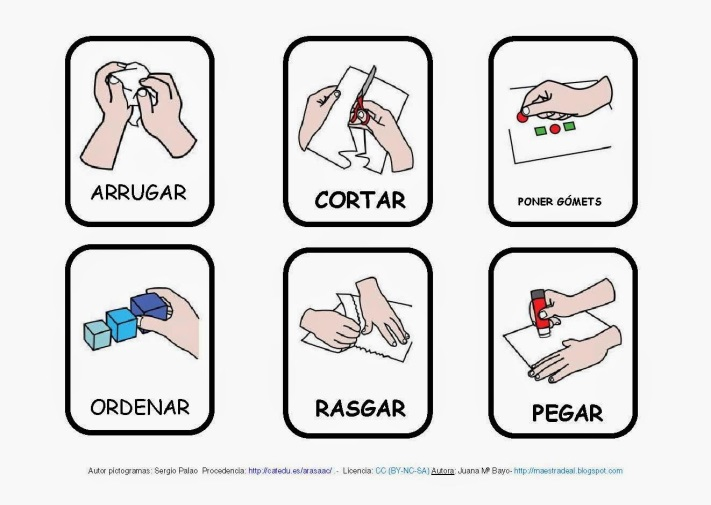 ARRUGAR
CORTAR
PONER GÓMETS
ORDENAR
RASGAR
PEGAR
Autor pictogramas: Sergio Palao Procedencia: http://catedu.es/arasaac/ - Licencia: CC (BY-NC-SA) Autora: Juana Mª Bayo- http://maestradeal.blogspot.com